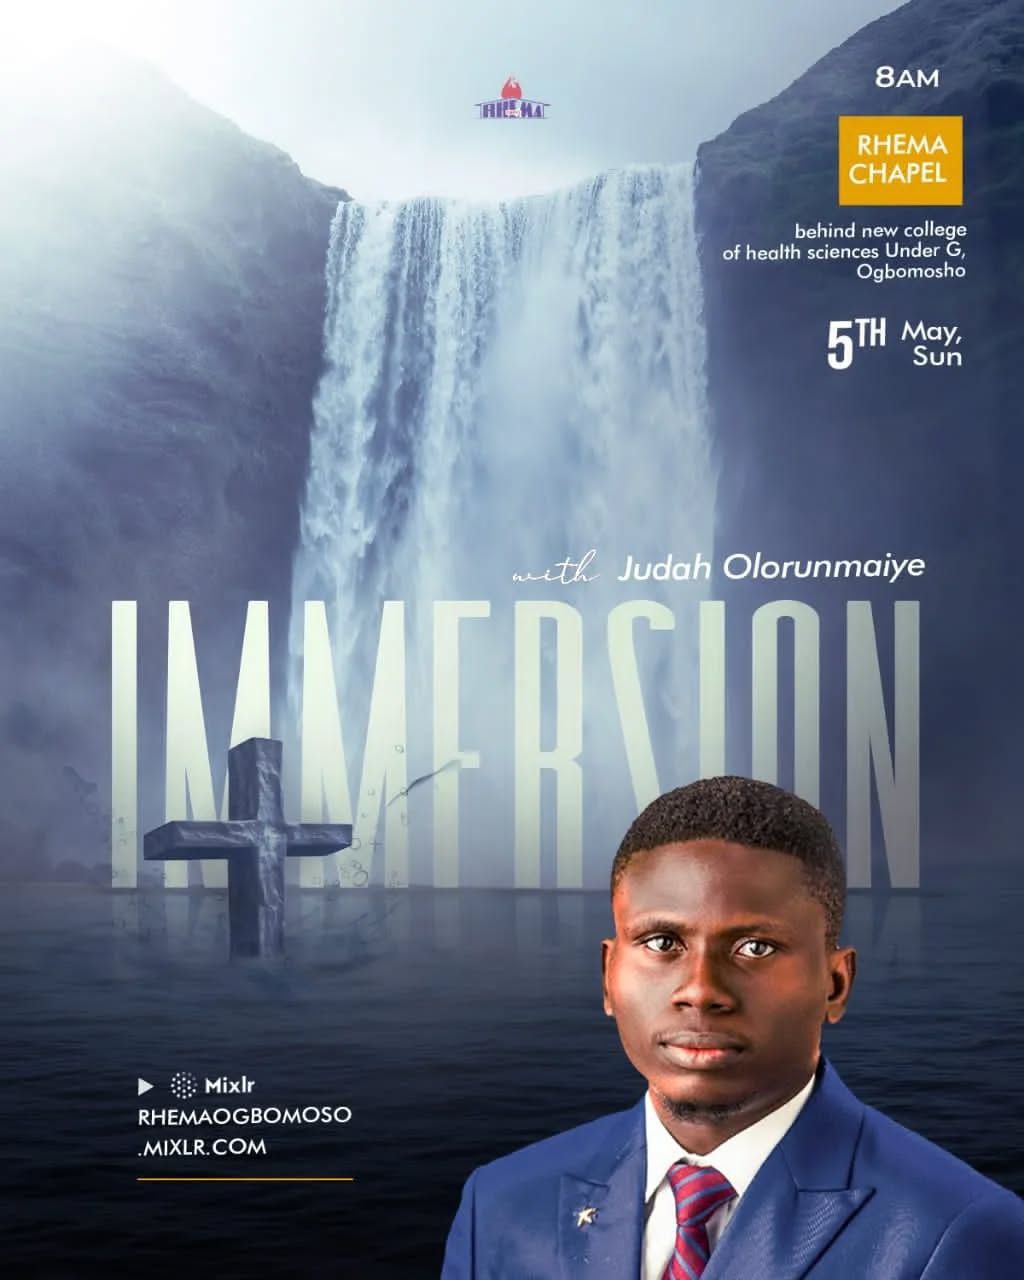 RHEMA
8AM
RHEMA
CHAPEL
behind new college
of health sciences Under G,
Ogbomosho
5TH May,
Sun
with Judah Olorunmaiye
IMMERSION
Mixlr
RHEMAOGBOMOSO
.MIXLR.COM